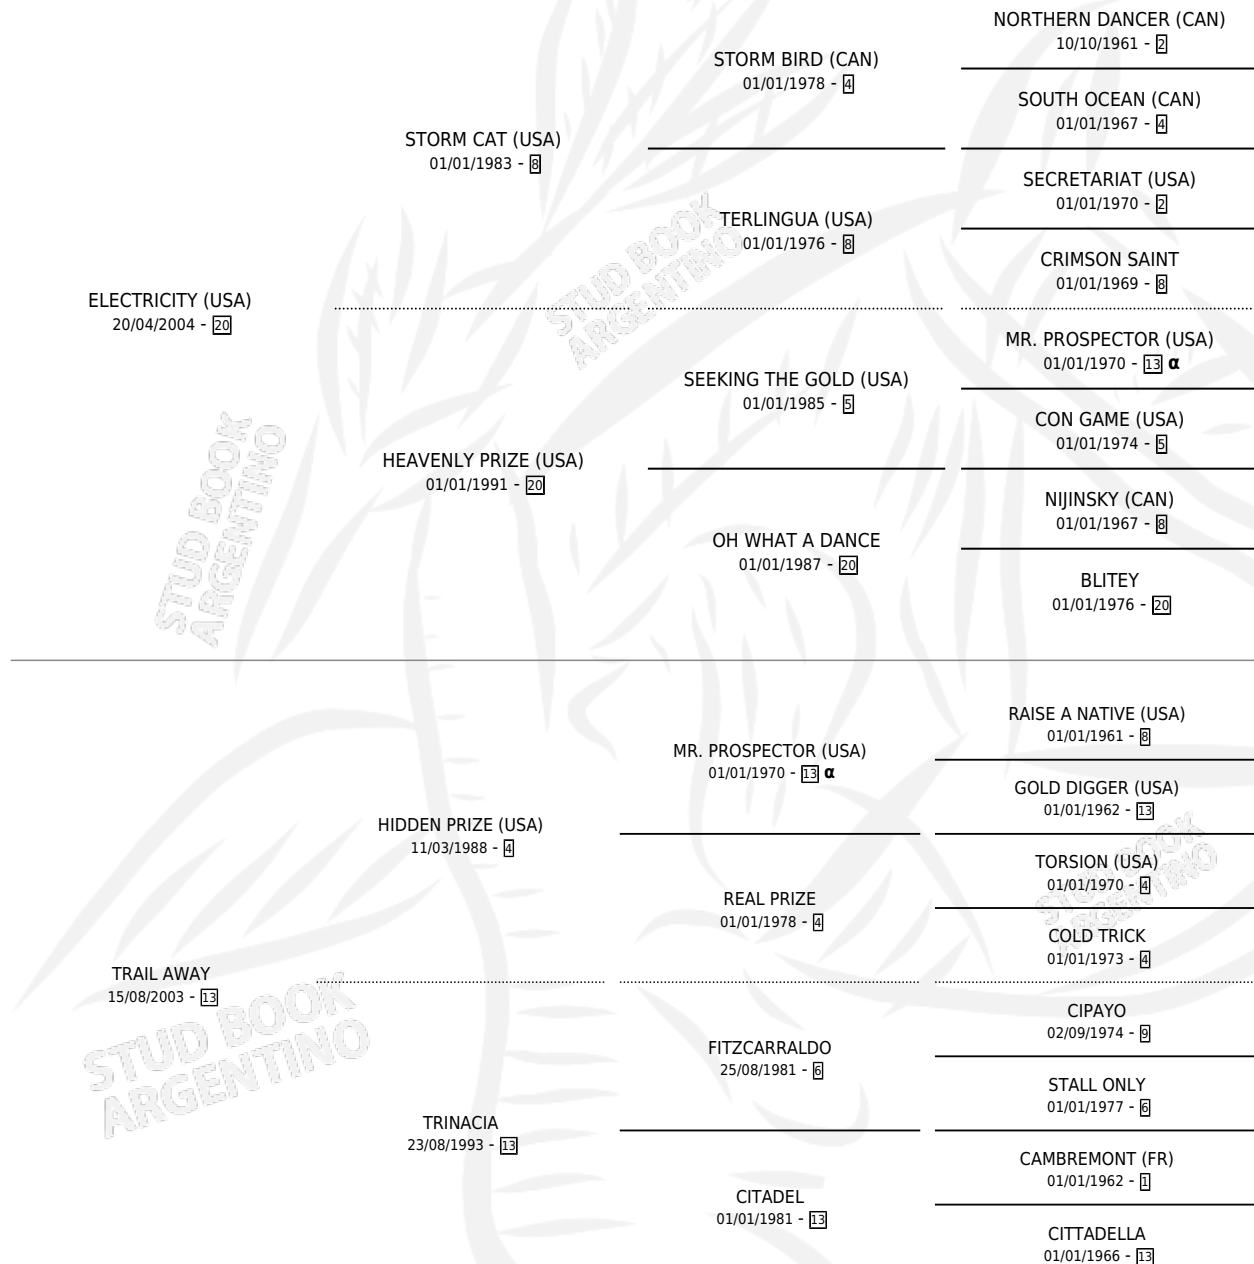 NORTHERN DANCER (CAN)
10/10/1961 - 2
STORM BIRD (CAN)
01/01/1978 - 4
SOUTH OCEAN (CAN)
01/01/1967 - 4
STORM CAT (USA)
01/01/1983 - 8
SECRETARIAT (USA)
01/01/1970 - 2
TERLINGUA (USA)
01/01/1976 - 8
CRIMSON SAINT
01/01/1969 - 8
ELECTRICITY (USA)
20/04/2004 - 20
MR. PROSPECTOR (USA)
01/01/1970 - 13 α
SEEKING THE GOLD (USA)
01/01/1985 - 5
CON GAME (USA)
01/01/1974 - 5
HEAVENLY PRIZE (USA)
01/01/1991 - 20
NIJINSKY (CAN)
01/01/1967 - 8
OH WHAT A DANCE
01/01/1987 - 20
BLITEY
01/01/1976 - 20
RAISE A NATIVE (USA)
01/01/1961 - 8
MR. PROSPECTOR (USA)
01/01/1970 - 13 α
GOLD DIGGER (USA)
01/01/1962 - 13
HIDDEN PRIZE (USA)
11/03/1988 - 4
TORSION (USA)
01/01/1970 - 4
REAL PRIZE
01/01/1978 - 4
COLD TRICK
01/01/1973 - 4
TRAIL AWAY
15/08/2003 - 13
CIPAYO
02/09/1974 - 9
FITZCARRALDO
25/08/1981 - 6
STALL ONLY
01/01/1977 - 6
TRINACIA
23/08/1993 - 13
CAMBREMONT (FR)
01/01/1962 - 1
CITADEL
01/01/1981 - 13
CITTADELLA
01/01/1966 - 13
STUD BOOK
ARGENTINO
STUD BOOK
ARGENTINO
STUD BOOK
ARGENTINO
STUD BOOK
ARGENTINO